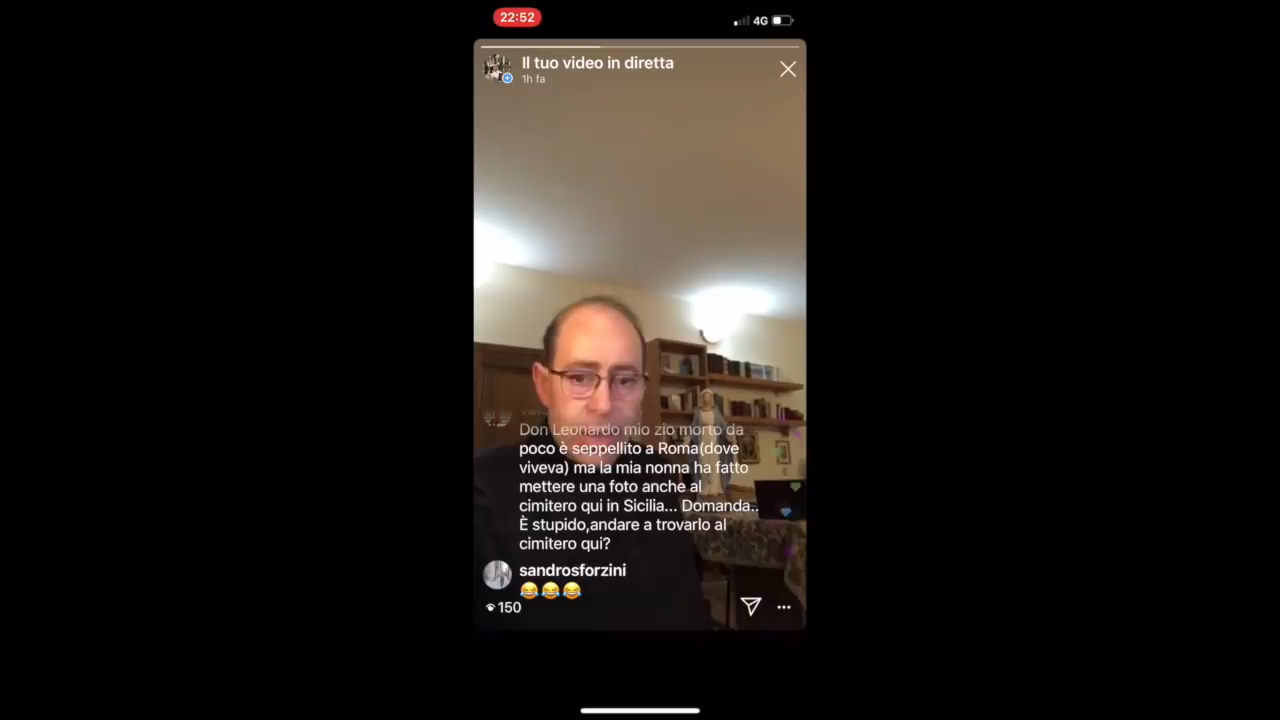 22:52
4G
Il tuo video in diretta
1h fa
Don Leonardo mio zio morto da
poco è seppellito a Roma(dove
viveva) ma la mia nonna ha fatto
mettere una foto anche al
cimitero qui in Sicilia... Domanda..
È stupido,andare a trovarlo al
cimitero qui?
sandrosforzini
😂😂😂
150